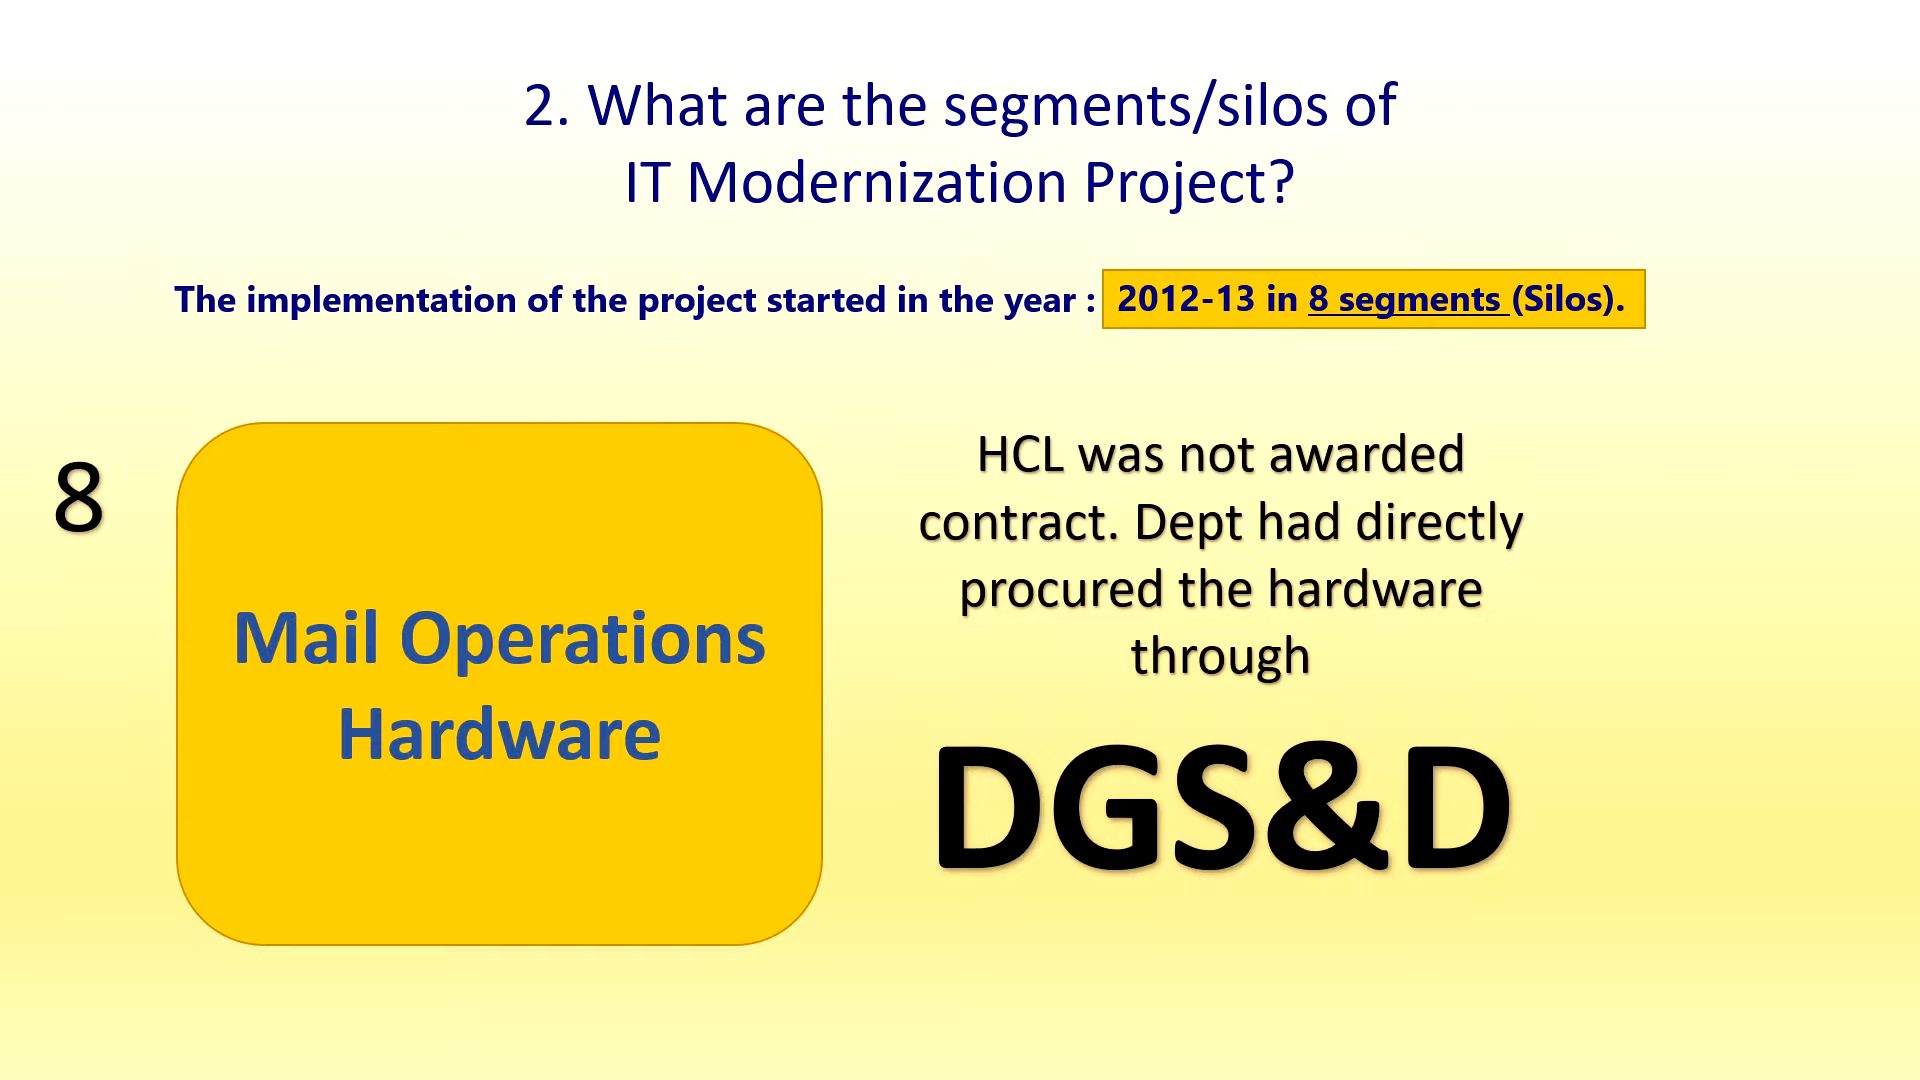 2. What are the segments/silos of
IT Modernization Project?
The implementation of the project started in the year : 2012-13 in 8 segments (Silos).
8
Mail Operations
Hardware
HCL was not awarded
contract. Dept had directly
procured the hardware
through
DGS&D